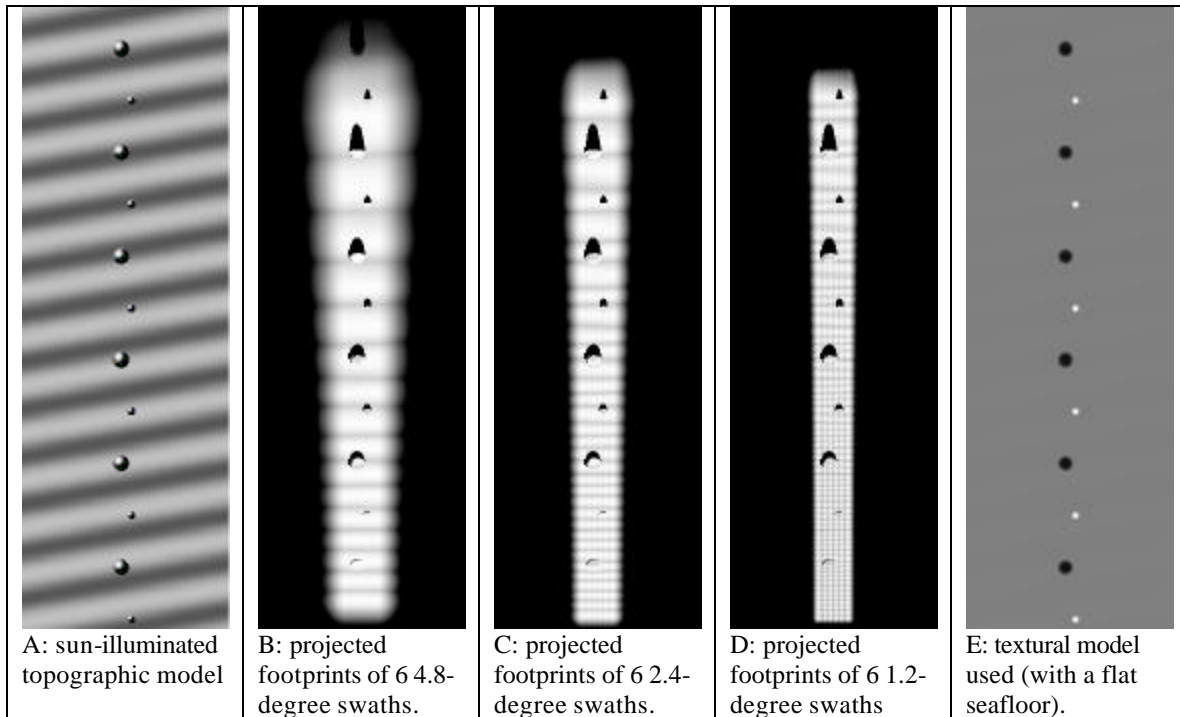 A: sun-illuminated
topographic model
B: projected
footprints of 6 4.8-
degree swaths.
C: projected
footprints of 6 2.4-
degree swaths.
D: projected
footprints of 6 1.2-
degree swaths
E: textural model
used (with a flat
seafloor).